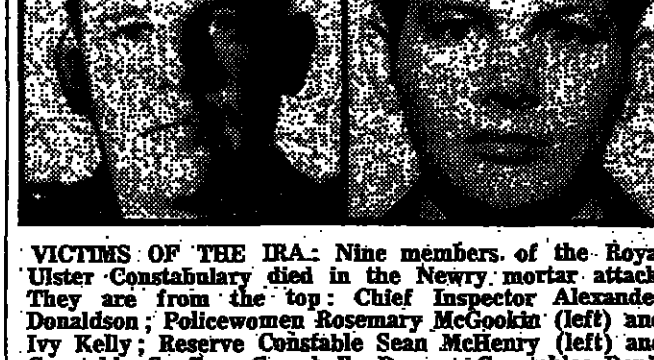 VICTIMS OF THE IRA: Nine members of the Roya
Ulster Constabulary died in the Newry mortar attack
They are from the top: Chief Inspector Alexande
Donaldson; Policewomen Rosemary McGookin (left) an
Ivy Kelly; Reserve Constable Sean McHenry (left) an